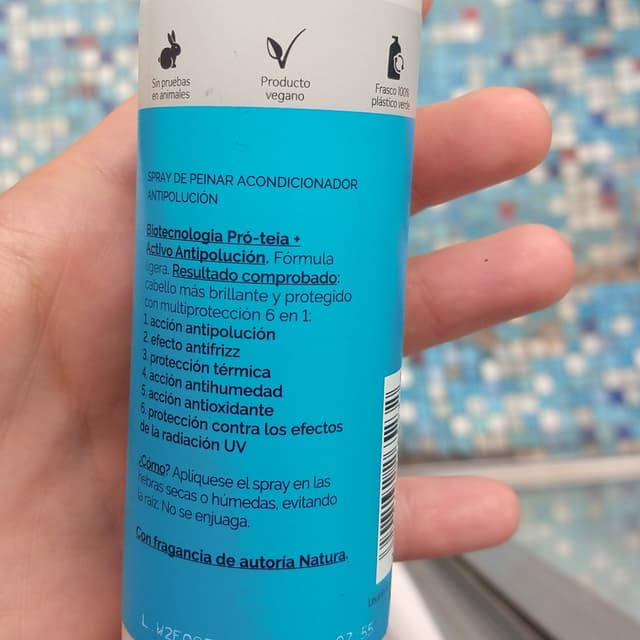 Sin pruebas
en animales
Producto
vegano
Frasco 100%
plástico verde
SPRAY DE PEINAR ACONDICIONADOR
ANTIPOLUCIÓN
Biotecnologia Pró-teia +
Activo Antipolución. Fórmula
ligera. Resultado comprobado:
cabello más brillante y protegido
con multiprotección 6 en 1:
1. acción antipolución
2. efecto antifrizz
3. protección térmica
4. acción antihumedad
5. acción antioxidante
6. protección contra los efectos
de la radiación UV
¿Como? Aplíquese el spray en las
hebras secas o húmedas, evitando
la raíz. No se enjuaga.
Con fragancia de autoría Natura.